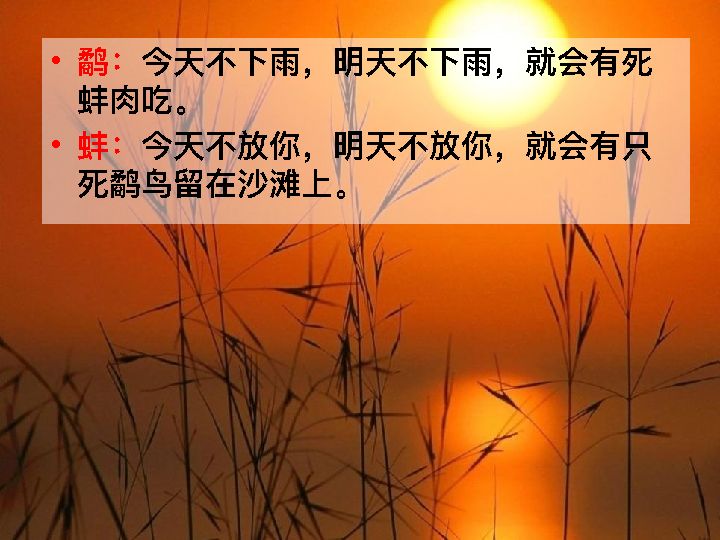 • 鹬：今天不下雨，明天不下雨，就会有死
蚌肉吃。
• 蚌：今天不放你，明天不放你，就会有只
死鹬鸟留在沙滩上。